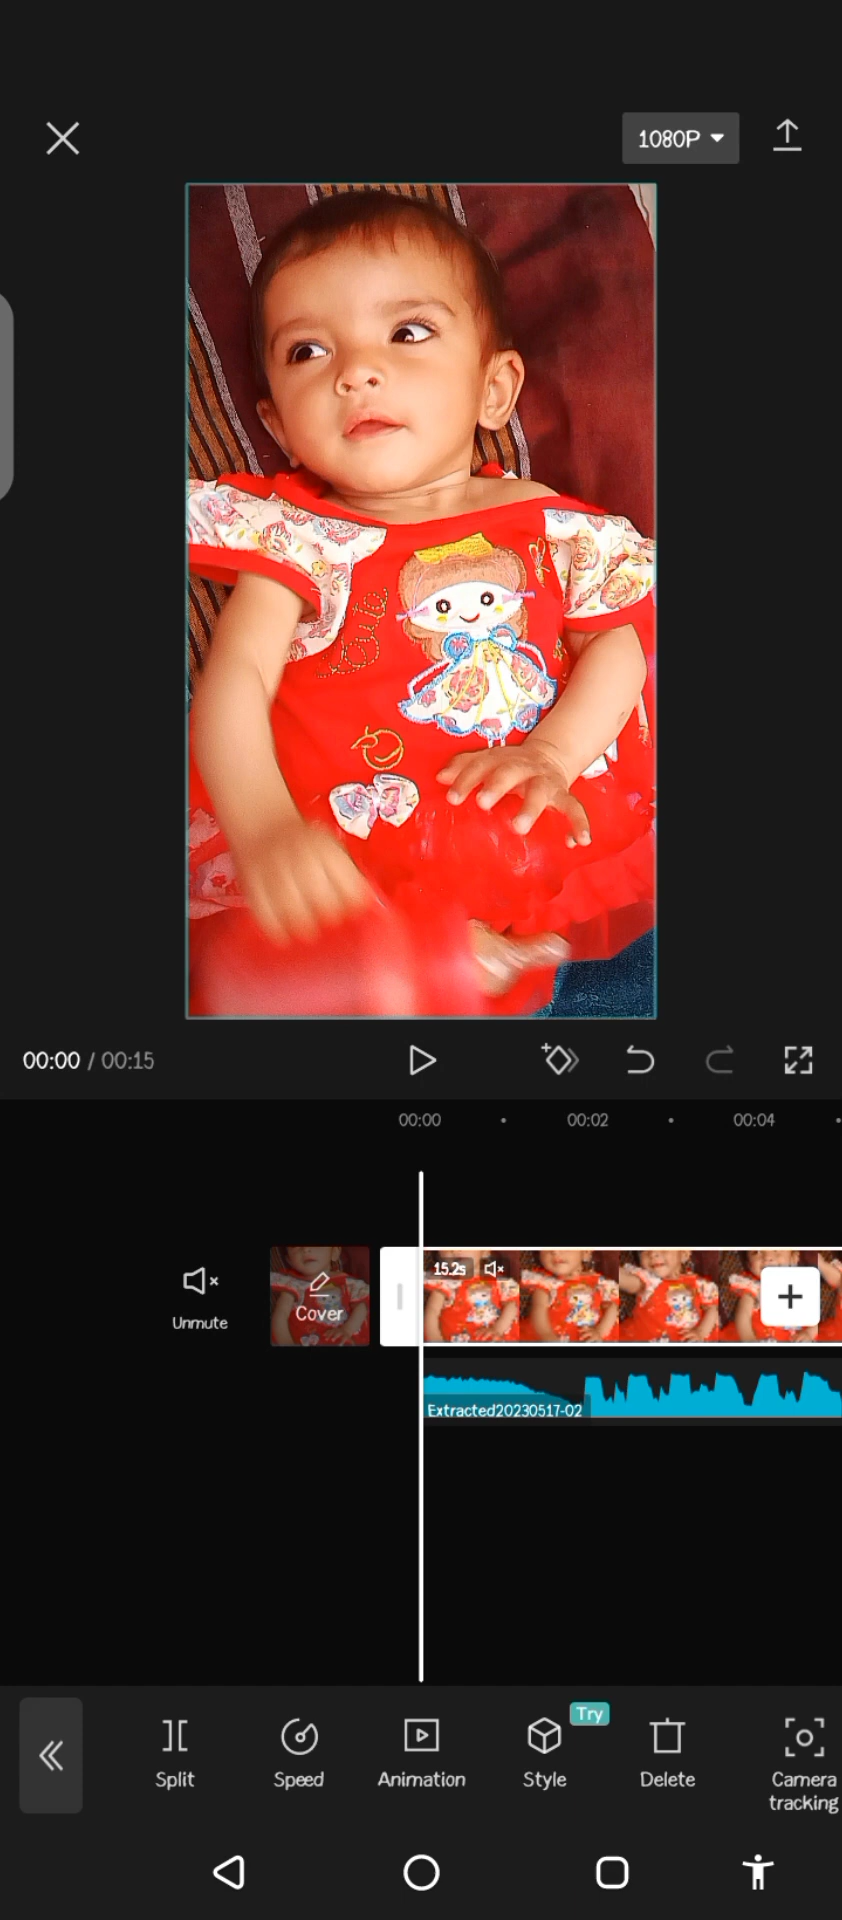 1080P
00:00 / 00:15
00:00
00:02
00:04
Unmute
Cover
15.2s
Extracted20230517-02
Try
Split
Speed
Animation
Style
Delete
Camera
tracking